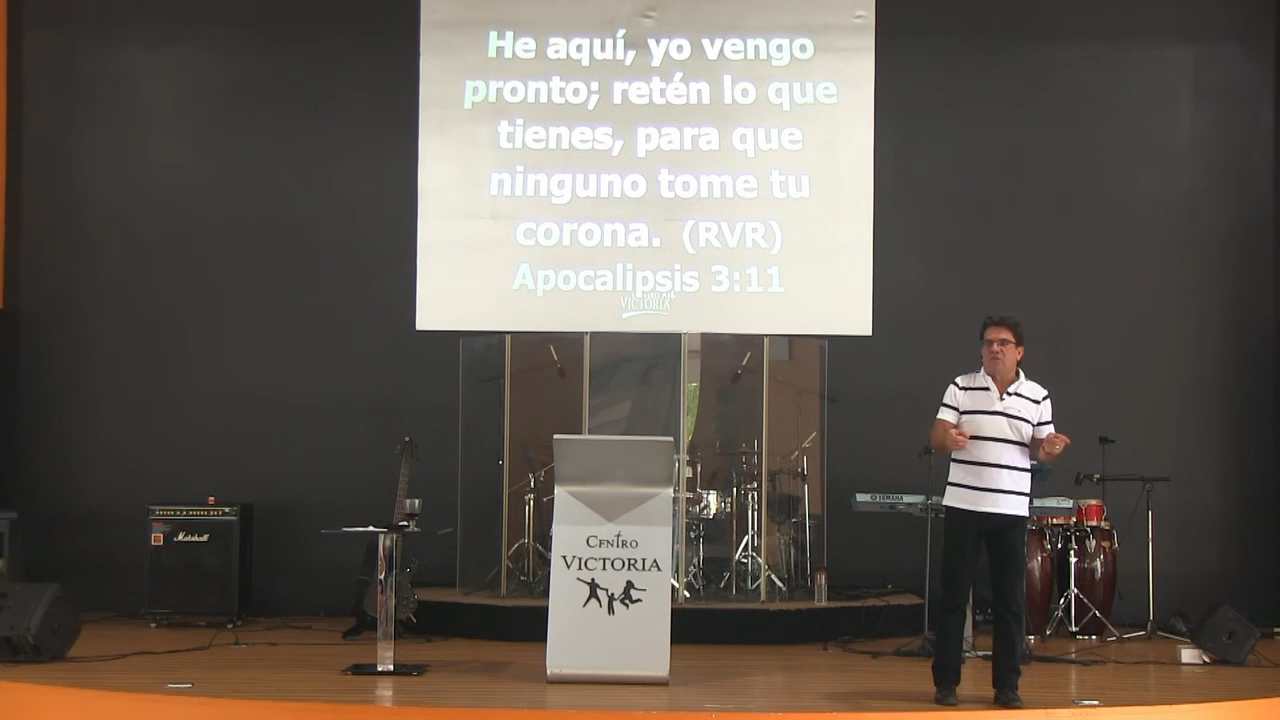 He aquí, yo vengo
pronto; retén lo que
tienes, para que
ninguno tome tu
corona. (RVR)
Apocalipsis 3:11
VICTORIA
Marshall
CENTRO
VICTORIA
YAMAHA